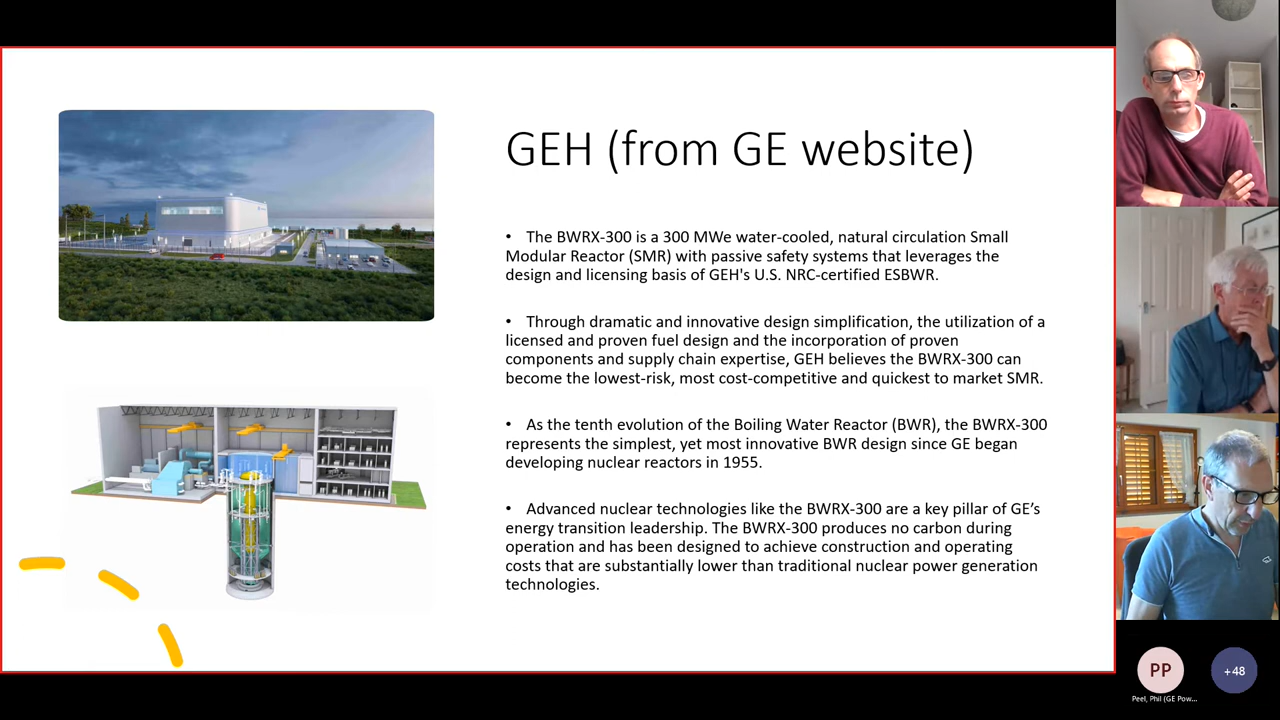 GEH (from GE website)
• The BWRX-300 is a 300 MWe water-cooled, natural circulation Small
Modular Reactor (SMR) with passive safety systems that leverages the
design and licensing basis of GEH's U.S. NRC-certified ESBWR.
• Through dramatic and innovative design simplification, the utilization of a
licensed and proven fuel design and the incorporation of proven
components and supply chain expertise, GEH believes the BWRX-300 can
become the lowest-risk, most cost-competitive and quickest to market SMR.
• As the tenth evolution of the Boiling Water Reactor (BWR), the BWRX-300
represents the simplest, yet most innovative BWR design since GE began
developing nuclear reactors in 1955.
• Advanced nuclear technologies like the BWRX-300 are a key pillar of GE’s
energy transition leadership. The BWRX-300 produces no carbon during
operation and has been designed to achieve construction and operating
costs that are substantially lower than traditional nuclear power generation
technologies.
PP
+48
Peel, Phil (GE Pow...